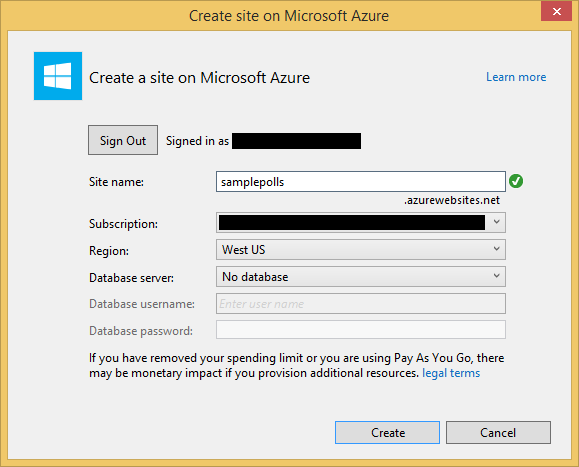 Create site on Microsoft Azure
Create a site on Microsoft Azure
Learn more
Sign Out Signed in as
Site name: samplepolls
.azurewebsites.net
Subscription:
Region: West US
Database server: No database
Database username: Enter user name
Database password:
If you have removed your spending limit or you are using Pay As You Go, there
may be monetary impact if you provision additional resources. legal terms
Create Cancel